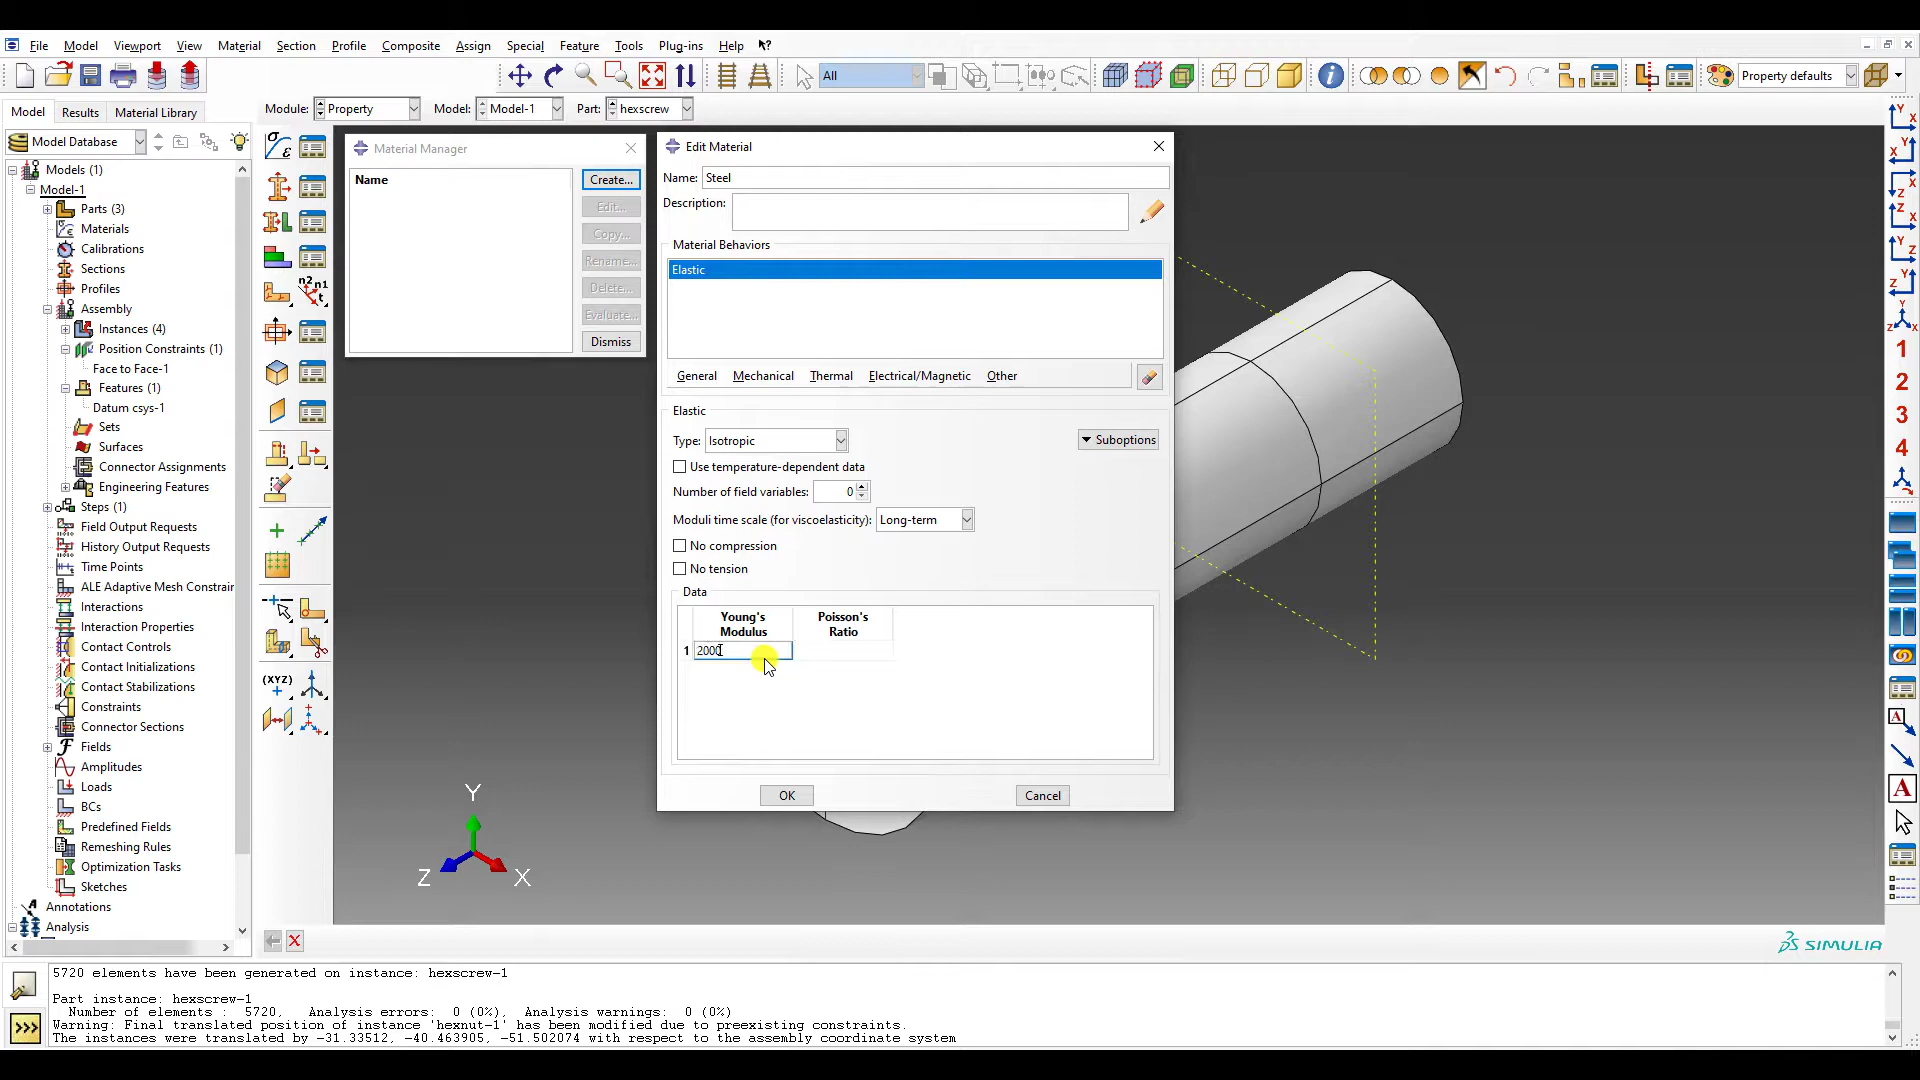 File Model Viewport View Material Section Profile Composite Assign Special Feature Tools Plug-ins Help
All
Property defaults
Model Results Material Library
Module: Property Model: Model-1 Part: hexscrew
Model Database
Models (1)
Model-1
Parts (3)
Materials
Calibrations
Sections
Profiles
Assembly
Instances (4)
Position Constraints (1)
Face to Face-1
Features (1)
Datum csys-1
Sets
Surfaces
Connector Assignments
Engineering Features
Steps (1)
Field Output Requests
History Output Requests
Time Points
ALE Adaptive Mesh Constrain
Interactions
Interaction Properties
Contact Controls
Contact Initializations
Contact Stabilizations
Constraints
Connector Sections
Fields
Amplitudes
Loads
BCs
Predefined Fields
Remeshing Rules
Optimization Tasks
Sketches
Annotations
Analysis
n2 n1
t
(XYZ)
Material Manager
Name
Create...
Edit...
Copy...
Rename...
Delete...
Evaluate...
Dismiss
Edit Material
Name: Steel
Description:
Material Behaviors
Elastic
General Mechanical Thermal Electrical/Magnetic Other
Elastic
Type: Isotropic
Suboptions
Use temperature-dependent data
Number of field variables: 0
Moduli time scale (for viscoelasticity): Long-term
No compression
No tension
Data
Young's Modulus
Poisson's Ratio
1 2000
OK
Cancel
Y
Z
X
1
2
3
4
A
SIMULIA
5720 elements have been generated on instance: hexscrew-1
Part instance: hexscrew-1
Number of elements : 5720, Analysis errors: 0 (0%), Analysis warnings: 0 (0%)
Warning: Final translated position of instance 'hexnut-1' has been modified due to preexisting constraints.
The instances were translated by -31.33512, -40.463905, -51.502074 with respect to the assembly coordinate system
>>>